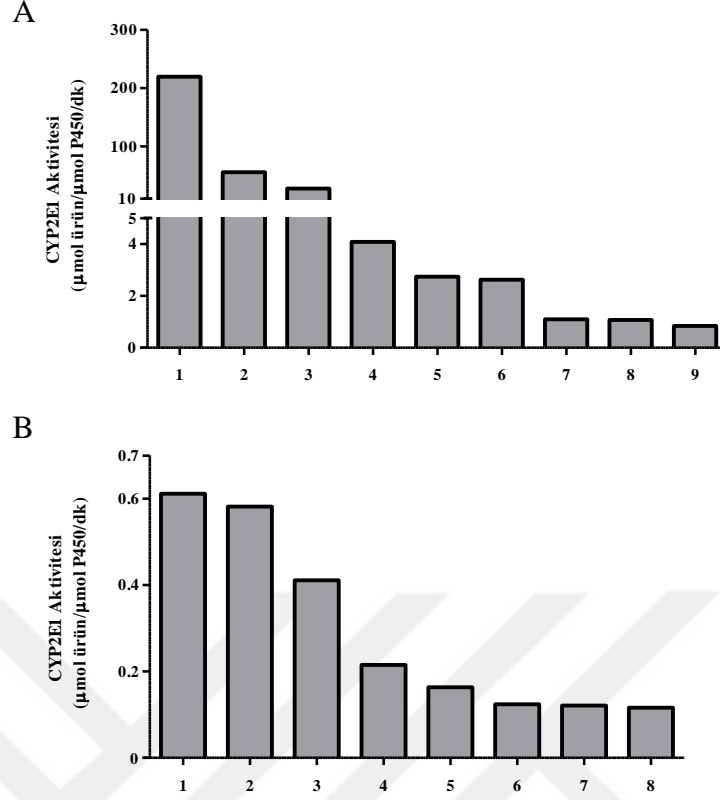 A
300
200
100
10
5
4
2
0
CYP2E1 Aktivitesi
(µmol ürün/µmol P450/dk)
1 2 3 4 5 6 7 8 9
B
0.7
0.6
0.4
0.2
0
CYP2E1 Aktivitesi
(µmol ürün/µmol P450/dk)
1 2 3 4 5 6 7 8